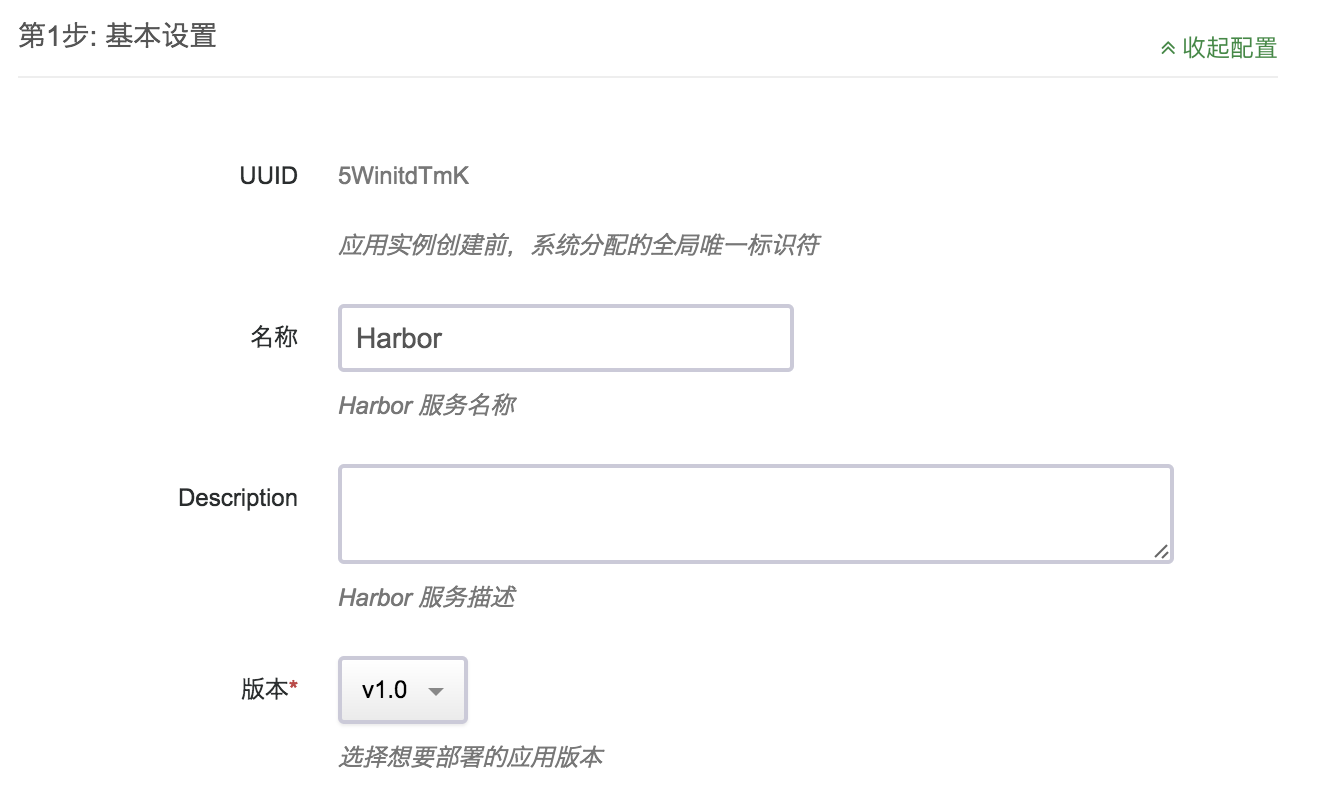 第1步: 基本设置
收起配置
UUID 5WinitdTmK
应用实例创建前，系统分配的全局唯一标识符
名称 Harbor
Harbor 服务名称
Description
Harbor 服务描述
版本* v1.0
选择想要部署的应用版本